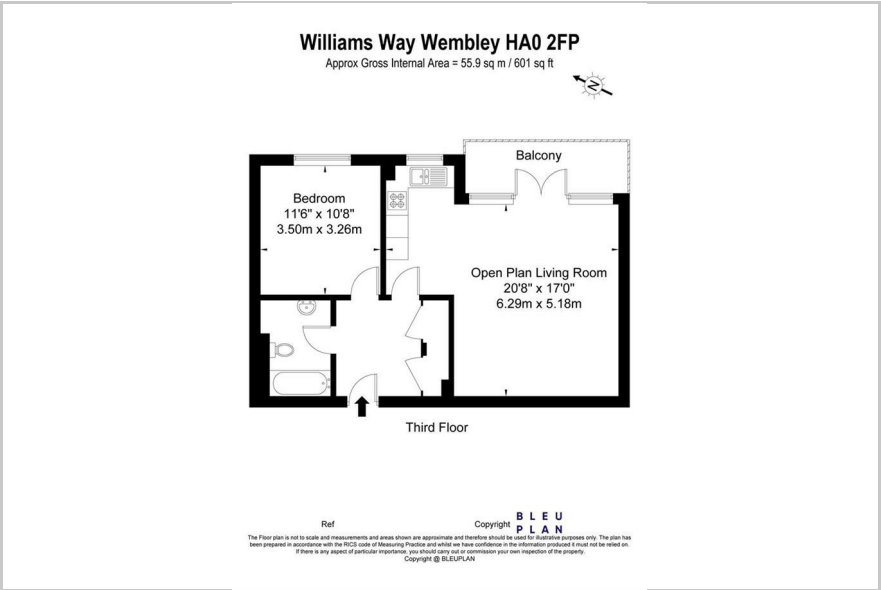 Williams Way Wembley HA0 2FP
Approx Gross Internal Area = 55.9 sq m / 601 sq ft
N
Balcony
Bedroom
11'6" x 10'8"
3.50m x 3.26m
Open Plan Living Room
20'8" x 17'0"
6.29m x 5.18m
Third Floor
Ref
Copyright
BLEU
PLAN
The Floor plan is not to scale and measurements and areas shown are approximate and therefore should be used for illustrative purposes only. The plan has
been prepared in accordance with the RICS code of Measuring Practice and whilst we have confidence in the information produced it must not be relied on.
If there is any aspect of particular importance, you should carry out or commission your own inspection of the property.
Copyright @ BLEUPLAN